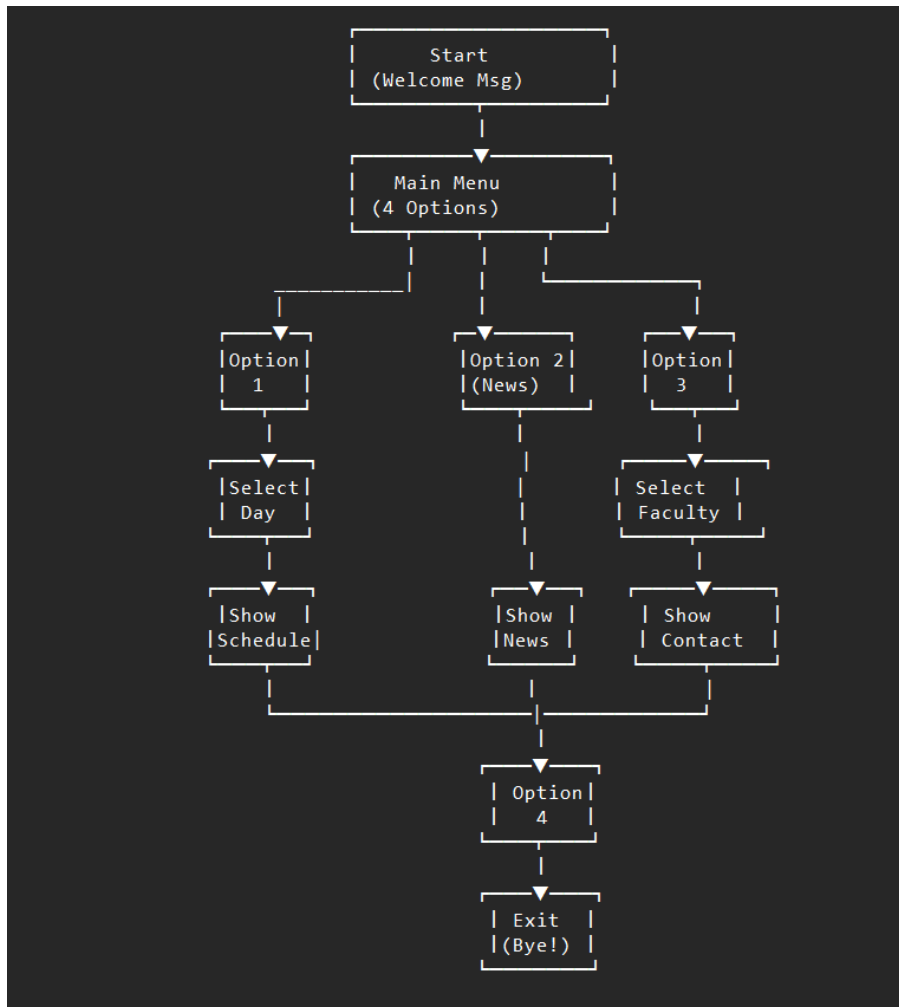 Start
(Welcome Msg)
Main Menu
(4 Options)
Option
1
Option 2
(News)
Option
3
Select
Day
Select
Faculty
Show
Schedule
Show
News
Show
Contact
Option
4
Exit
(Bye!)